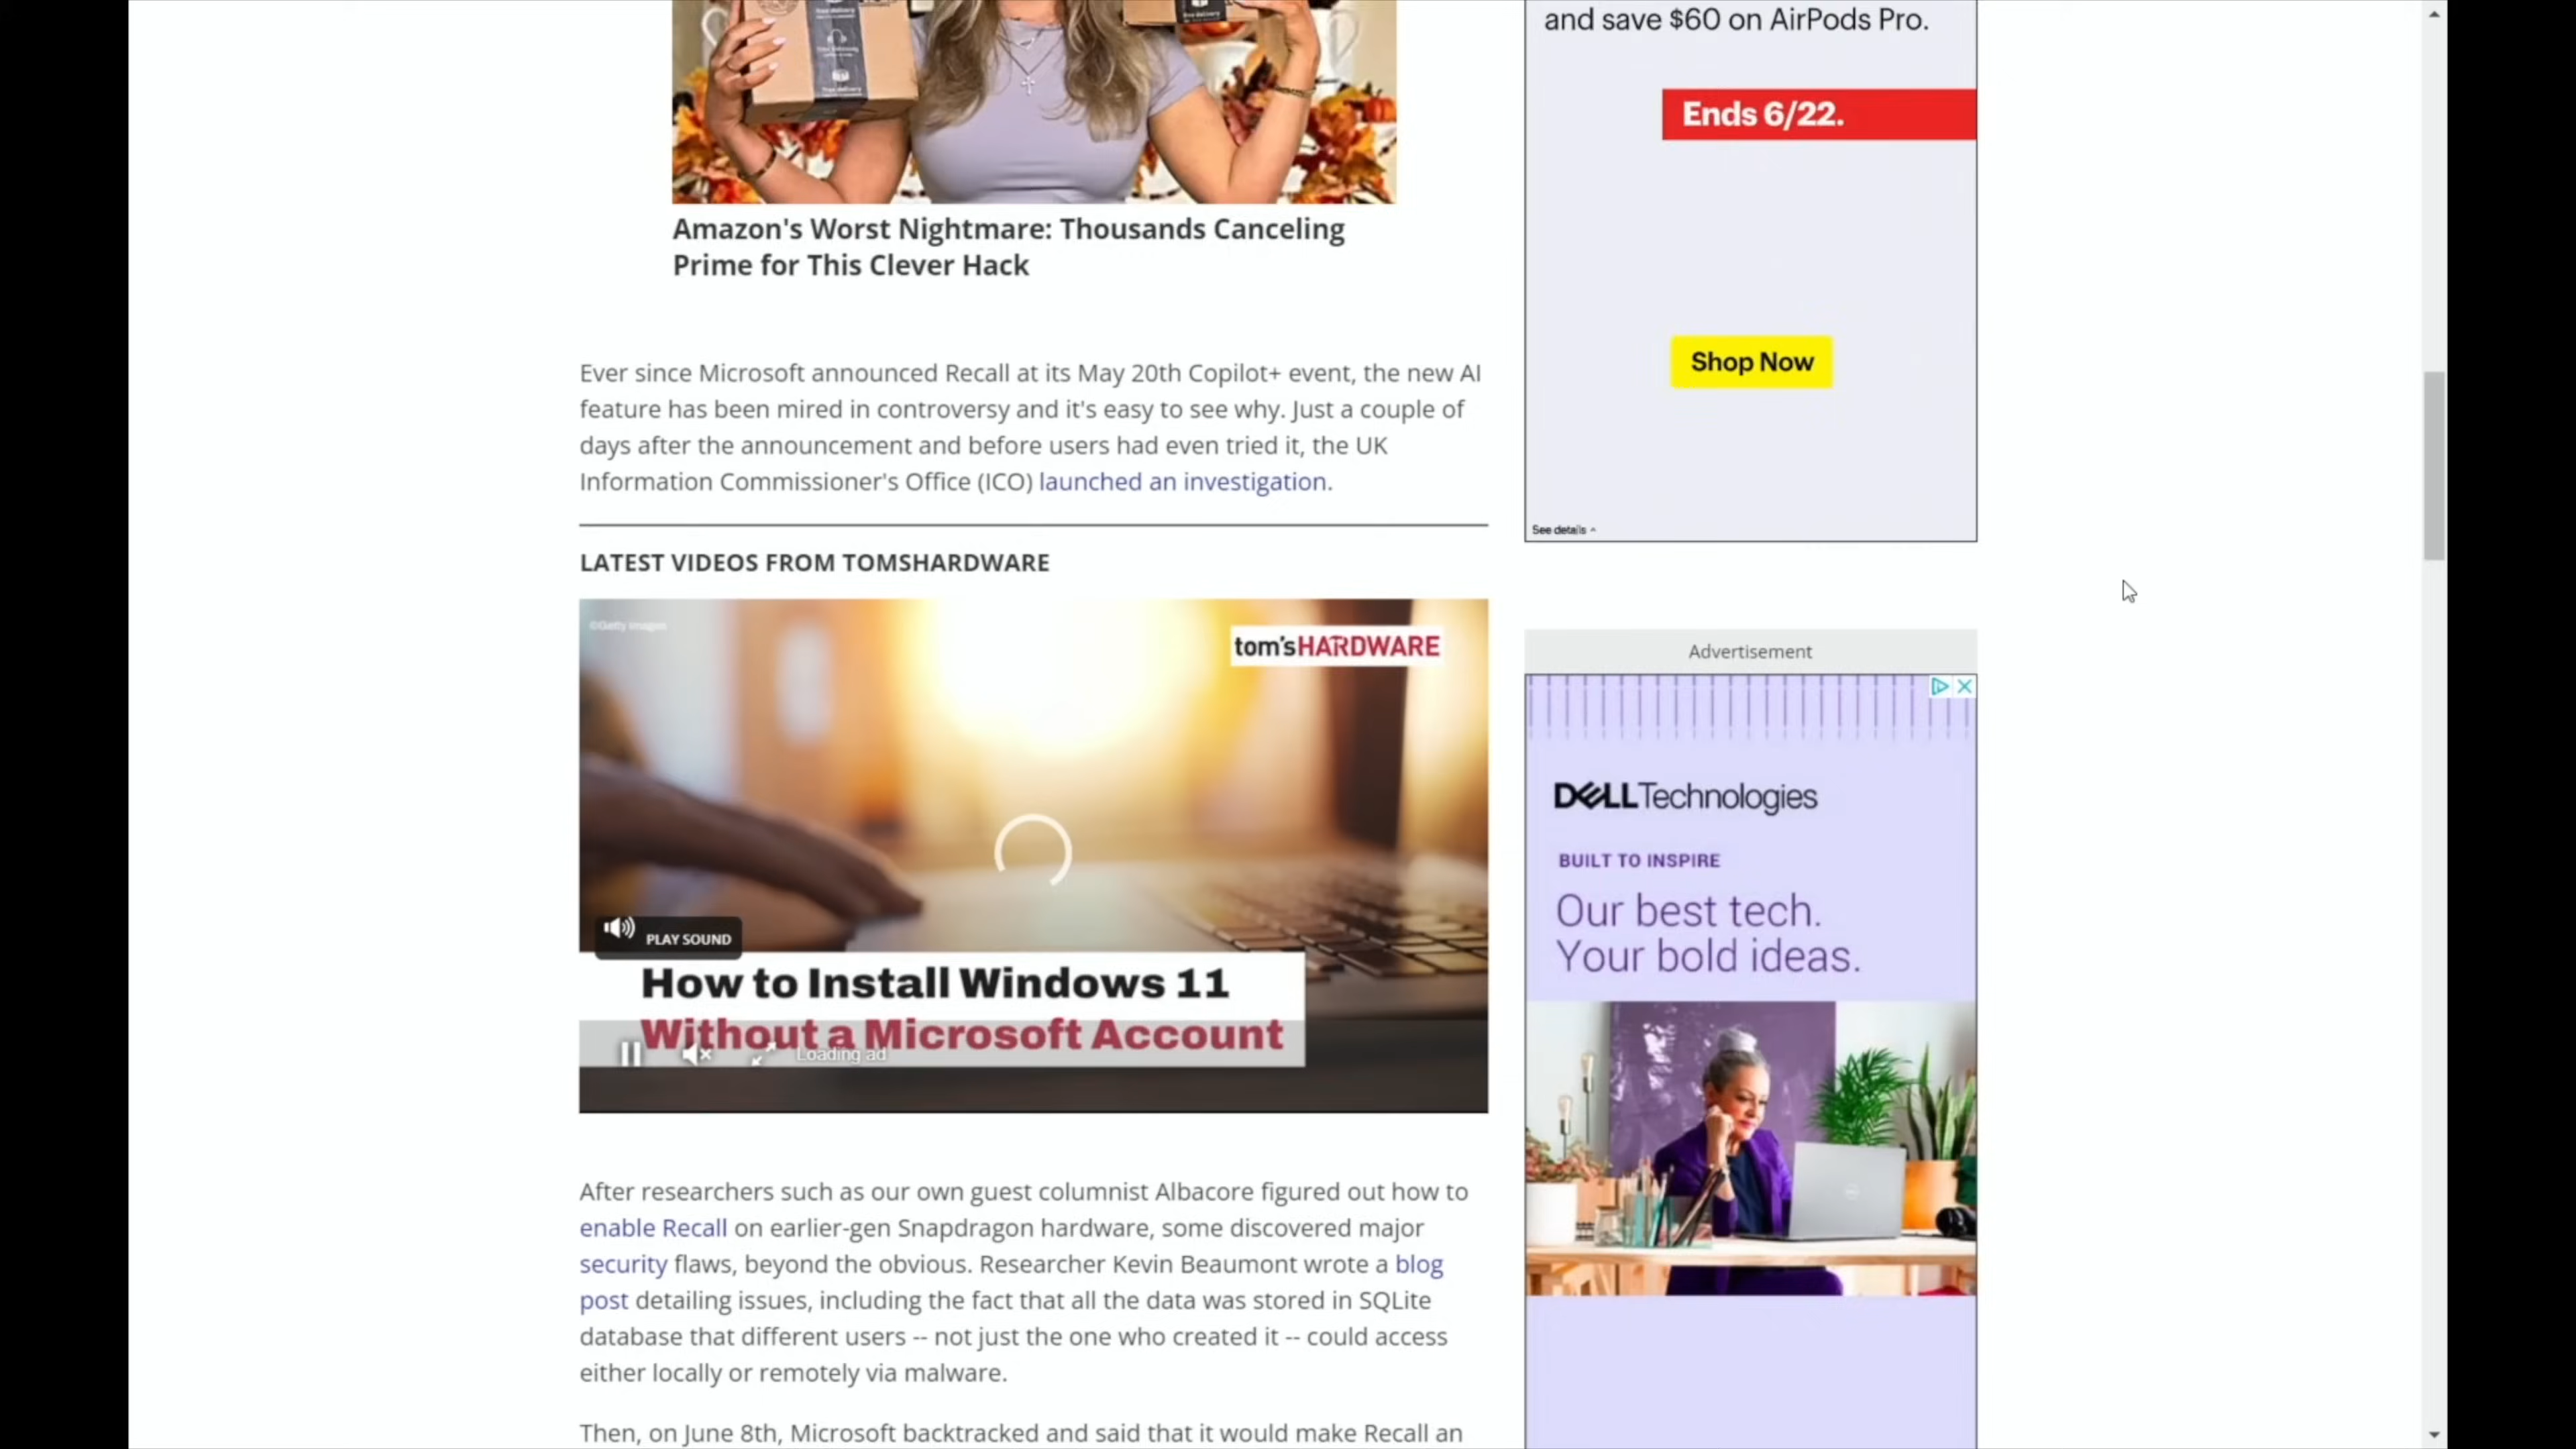 and save $60 on AirPods Pro.
Ends 6/22.
Shop Now
See details
Free delivery
Amazon's Worst Nightmare: Thousands Canceling
Prime for This Clever Hack
Ever since Microsoft announced Recall at its May 20th Copilot+ event, the new AI
feature has been mired in controversy and it's easy to see why. Just a couple of
days after the announcement and before users had even tried it, the UK
Information Commissioner's Office (ICO) launched an investigation.
LATEST VIDEOS FROM TOMSHARDWARE
©Getty Images
tom'sHARDWARE
PLAY SOUND
How to Install Windows 11
Without a Microsoft Account
Loading ad
After researchers such as our own guest columnist Albacore figured out how to
enable Recall on earlier-gen Snapdragon hardware, some discovered major
security flaws, beyond the obvious. Researcher Kevin Beaumont wrote a blog
post detailing issues, including the fact that all the data was stored in SQLite
database that different users -- not just the one who created it -- could access
either locally or remotely via malware.
Then, on June 8th, Microsoft backtracked and said that it would make Recall an
Advertisement
DELLTechnologies
BUILT TO INSPIRE
Our best tech.
Your bold ideas.